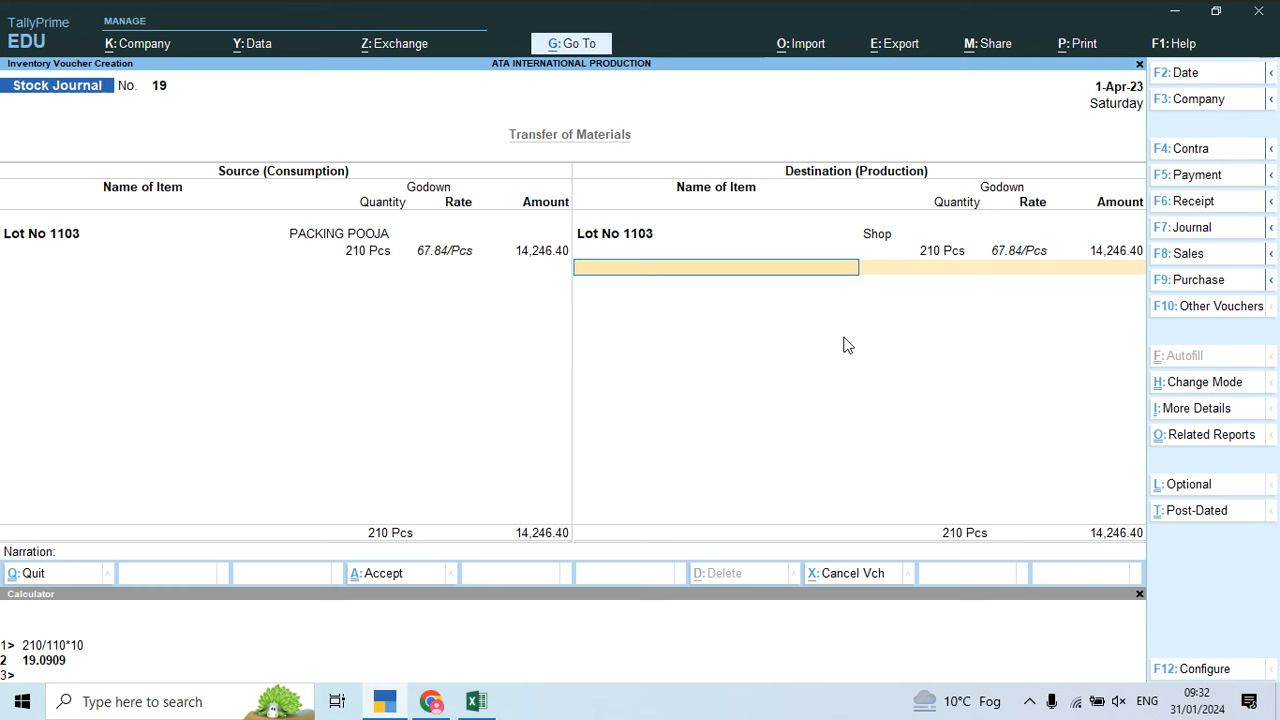 TallyPrime
EDU
MANAGE
K: Company
Y: Data
Z: Exchange
G: Go To
O: Import
E: Export
M: Share
P: Print
F1: Help
Inventory Voucher Creation
ATA INTERNATIONAL PRODUCTION
Stock Journal No. 19
1-Apr-23
Saturday
Transfer of Materials
Source (Consumption)
Destination (Production)
Name of Item Godown
Quantity Rate Amount
Name of Item Godown
Quantity Rate Amount
Lot No 1103 PACKING POOJA
210 Pcs 67.84/Pcs 14,246.40
Lot No 1103 Shop
210 Pcs 67.84/Pcs 14,246.40
210 Pcs 14,246.40
210 Pcs 14,246.40
Narration:
Q: Quit
A: Accept
D: Delete
X: Cancel Vch
F2: Date
F3: Company
F4: Contra
F5: Payment
F6: Receipt
F7: Journal
F8: Sales
F9: Purchase
F10: Other Vouchers
F: Autofill
H: Change Mode
I: More Details
O: Related Reports
L: Optional
T: Post-Dated
F12: Configure
Calculator
1> 210/110*10
2 19.0909
3>
Type here to search
10°C Fog
ENG
09:32
31/01/2024